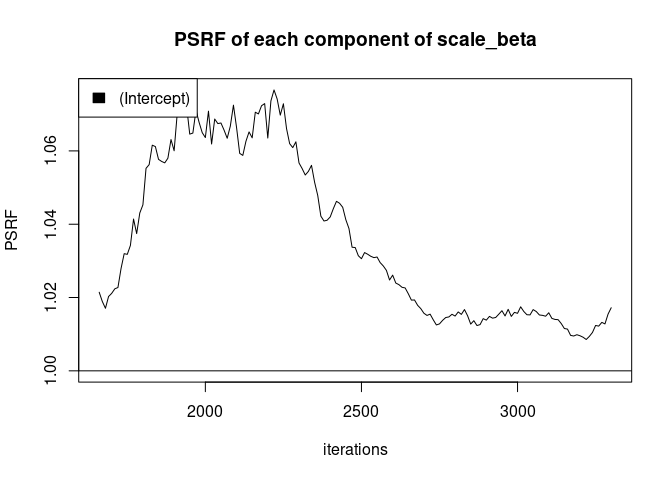 PSRF of each component of scale_beta
(Intercept)
PSRF
1.06
1.04
1.02
1.00
2000 2500 3000
iterations